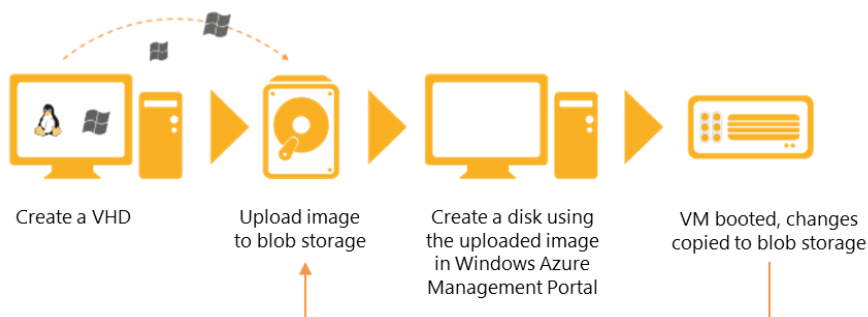 Create a VHD
Upload image
to blob storage
Create a disk using
the uploaded image
in Windows Azure
Management Portal
VM booted, changes
copied to blob storage